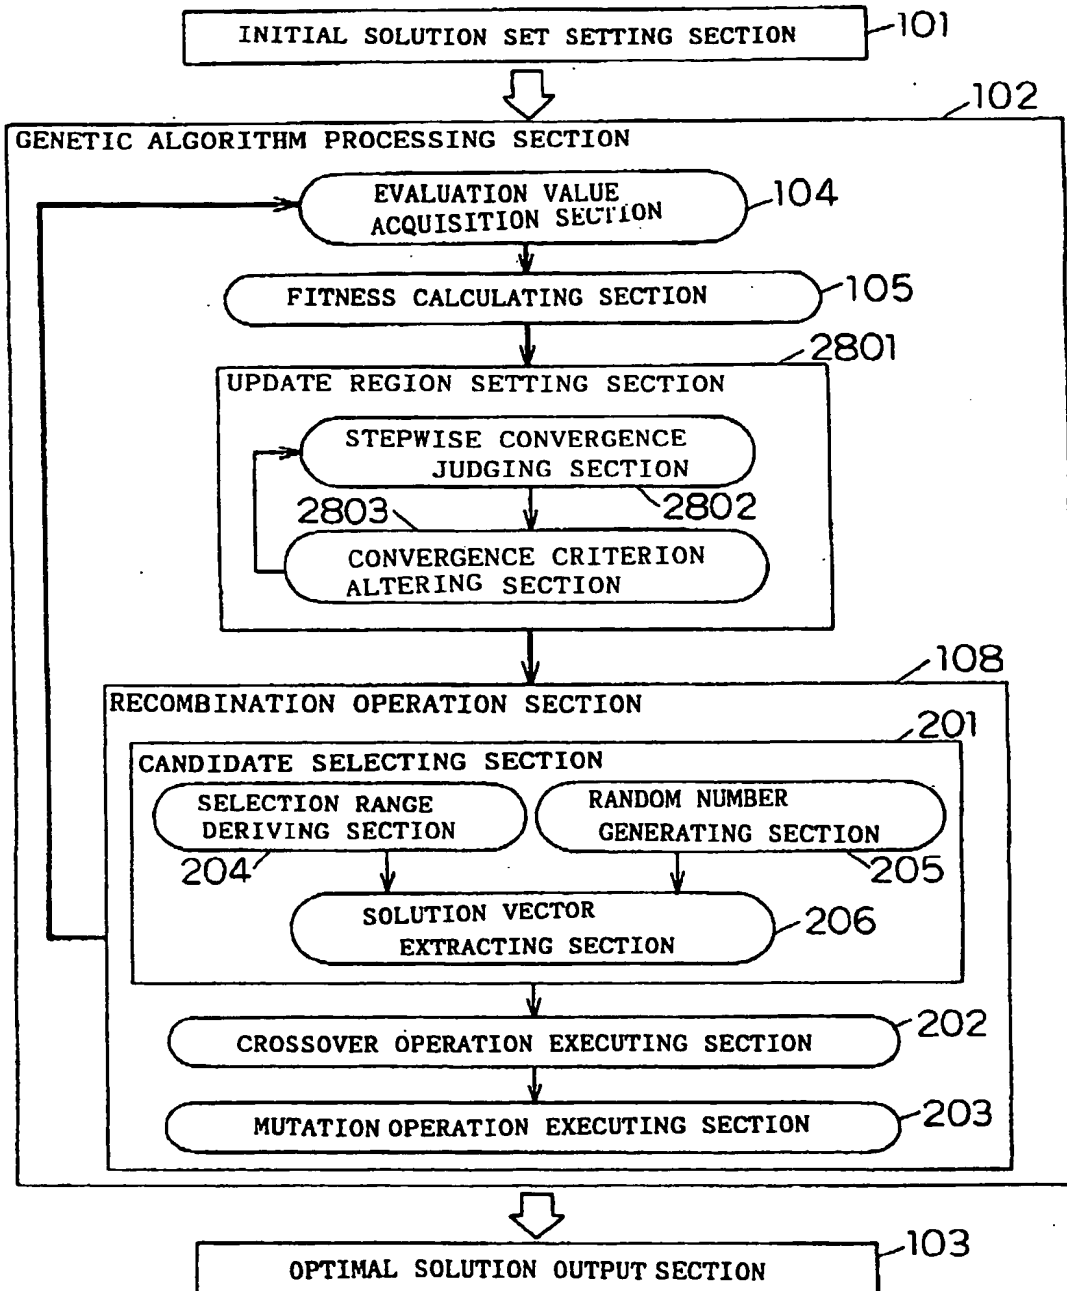 INITIAL SOLUTION SET SETTING SECTION
101
102
GENETIC ALGORITHM PROCESSING SECTION
EVALUATION VALUE
ACQUISITION SECTION
104
FITNESS CALCULATING SECTION
105
2801
UPDATE REGION SETTING SECTION
STEPWISE CONVERGENCE
JUDGING SECTION
2802
2803
CONVERGENCE CRITERION
ALTERING SECTION
108
RECOMBINATION OPERATION SECTION
201
CANDIDATE SELECTING SECTION
SELECTION RANGE
DERIVING SECTION
204
RANDOM NUMBER
GENERATING SECTION
205
SOLUTION VECTOR
EXTRACTING SECTION
206
CROSSOVER OPERATION EXECUTING SECTION
202
MUTATION OPERATION EXECUTING SECTION
203
103
OPTIMAL SOLUTION OUTPUT SECTION